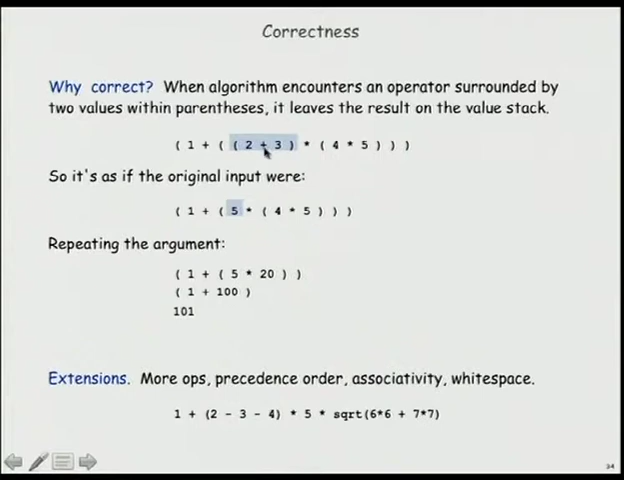 Correctness
Why correct? When algorithm encounters an operator surrounded by
two values within parentheses, it leaves the result on the value stack.
( 1 + ( ( 2 + 3 ) * ( 4 * 5 ) ) )
So it's as if the original input were:
( 1 + ( 5 * ( 4 * 5 ) ) )
Repeating the argument:
( 1 + ( 5 * 20 ) )
( 1 + 100 )
101
Extensions. More ops, precedence order, associativity, whitespace.
1 + (2 - 3 - 4) * 5 * sqrt(6*6 + 7*7)
34